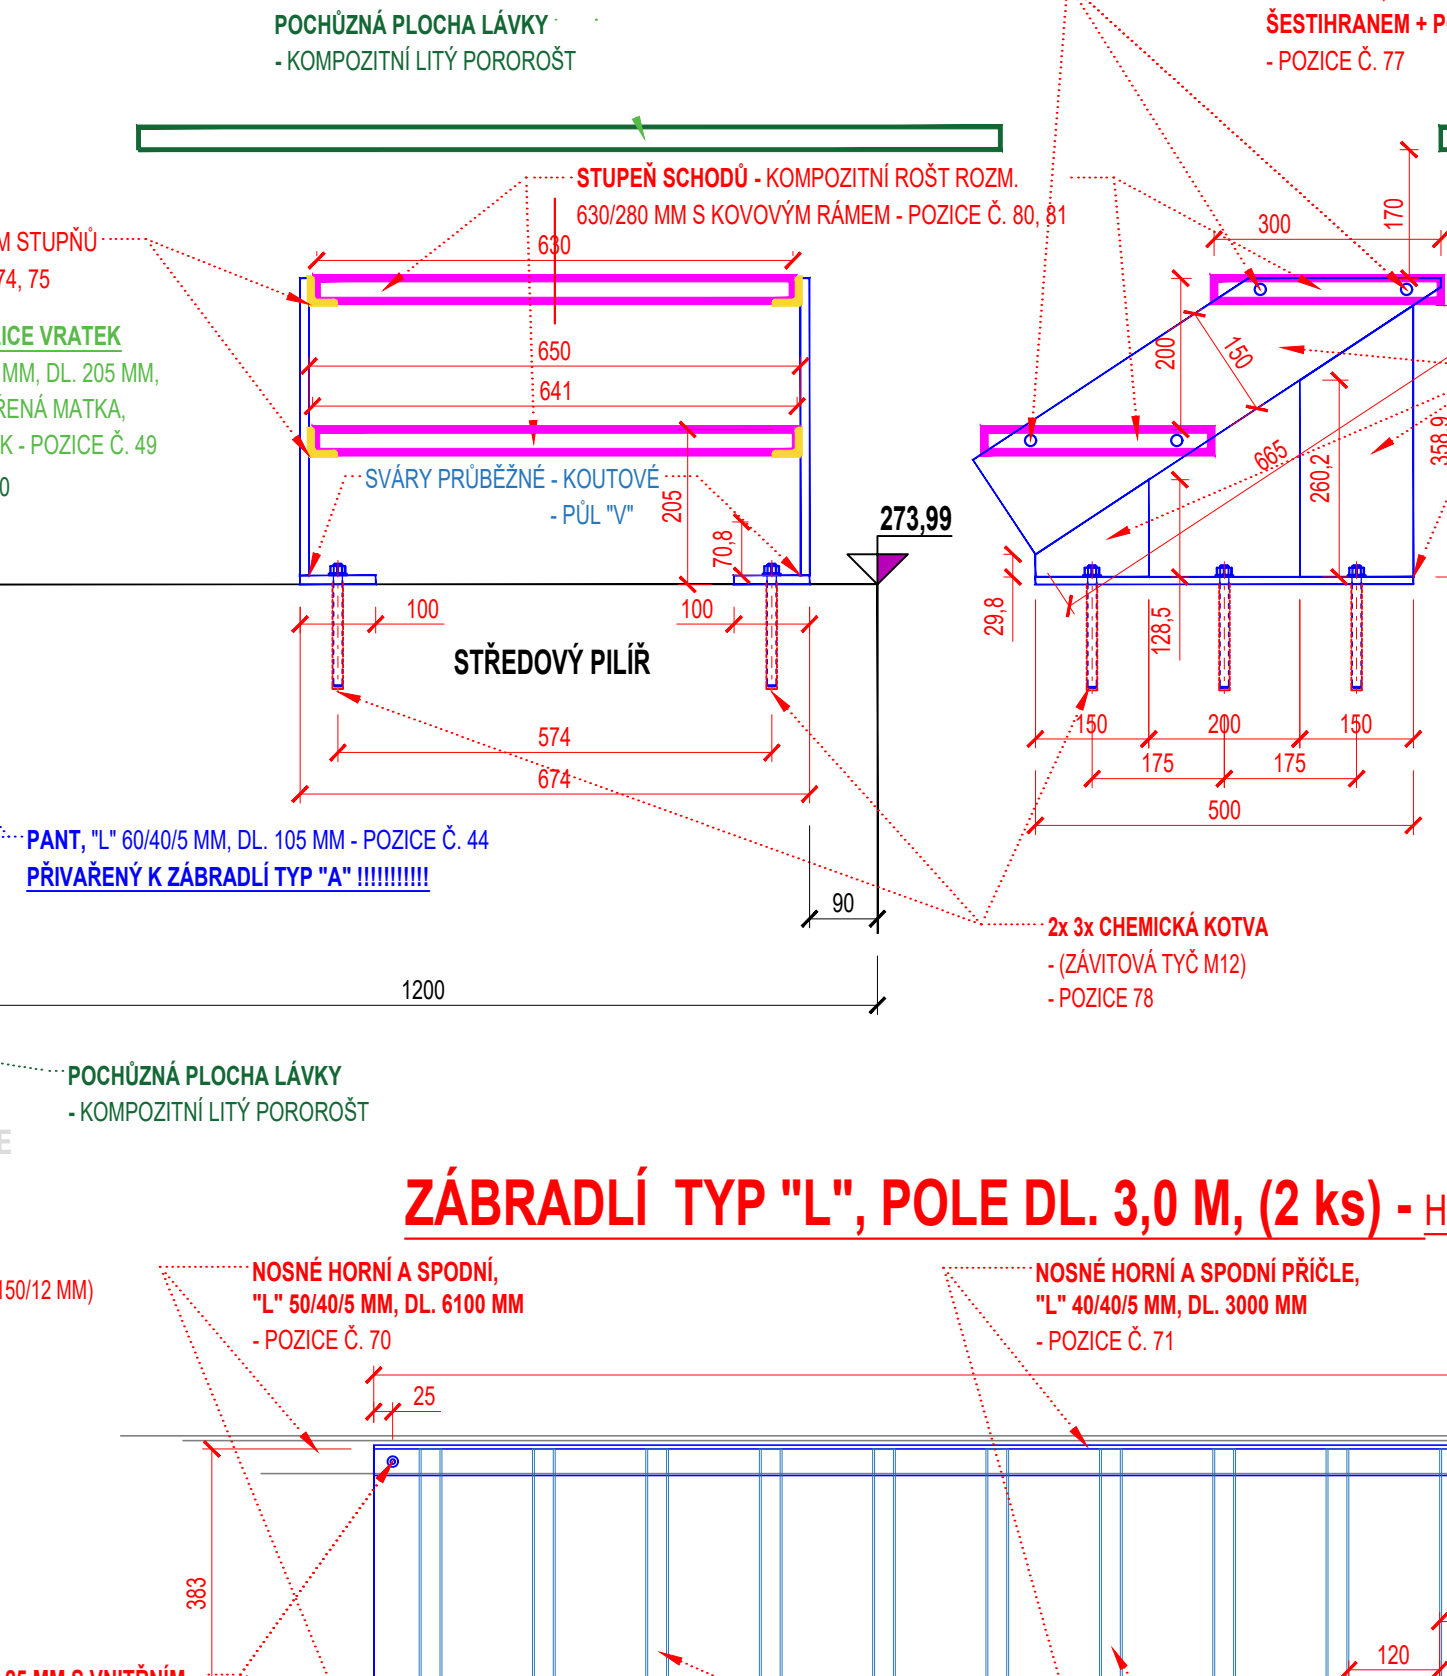 POCHŮZNÁ PLOCHA LÁVKY
- KOMPOZITNÍ LITÝ POROROŠT
ŠESTIHRANEM + P
- POZICE Č. 77
STUPEŇ SCHODŮ - KOMPOZITNÍ ROŠT ROZM.
630/280 MM S KOVOVÝM RÁMEM - POZICE Č. 80, 81
M STUPŇŮ
74, 75
LICE VRATEK
MM, DL. 205 MM,
ŘENÁ MATKA,
K - POZICE Č. 49
0
630
650
641
205
70,8
SVÁRY PRŮBĚŽNÉ - KOUTOVÉ
- PŮL "V"
273,99
100
100
STŘEDOVÝ PILÍŘ
574
674
300
170
200
150
665
260,2
358,9
29,8
128,5
150
200
150
175
175
500
PANT, "L" 60/40/5 MM, DL. 105 MM - POZICE Č. 44
PŘIVAŘENÝ K ZÁBRADLÍ TYP "A" !!!!!!!!!!!
90
1200
2x 3x CHEMICKÁ KOTVA
- (ZÁVITOVÁ TYČ M12)
- POZICE 78
POCHŮZNÁ PLOCHA LÁVKY
- KOMPOZITNÍ LITÝ POROROŠT
E
ZÁBRADLÍ TYP "L", POLE DL. 3,0 M, (2 ks) - H
150/12 MM)
NOSNÉ HORNÍ A SPODNÍ,
"L" 50/40/5 MM, DL. 6100 MM
- POZICE Č. 70
NOSNÉ HORNÍ A SPODNÍ PŘÍČLE,
"L" 40/40/5 MM, DL. 3000 MM
- POZICE Č. 71
25
383
120